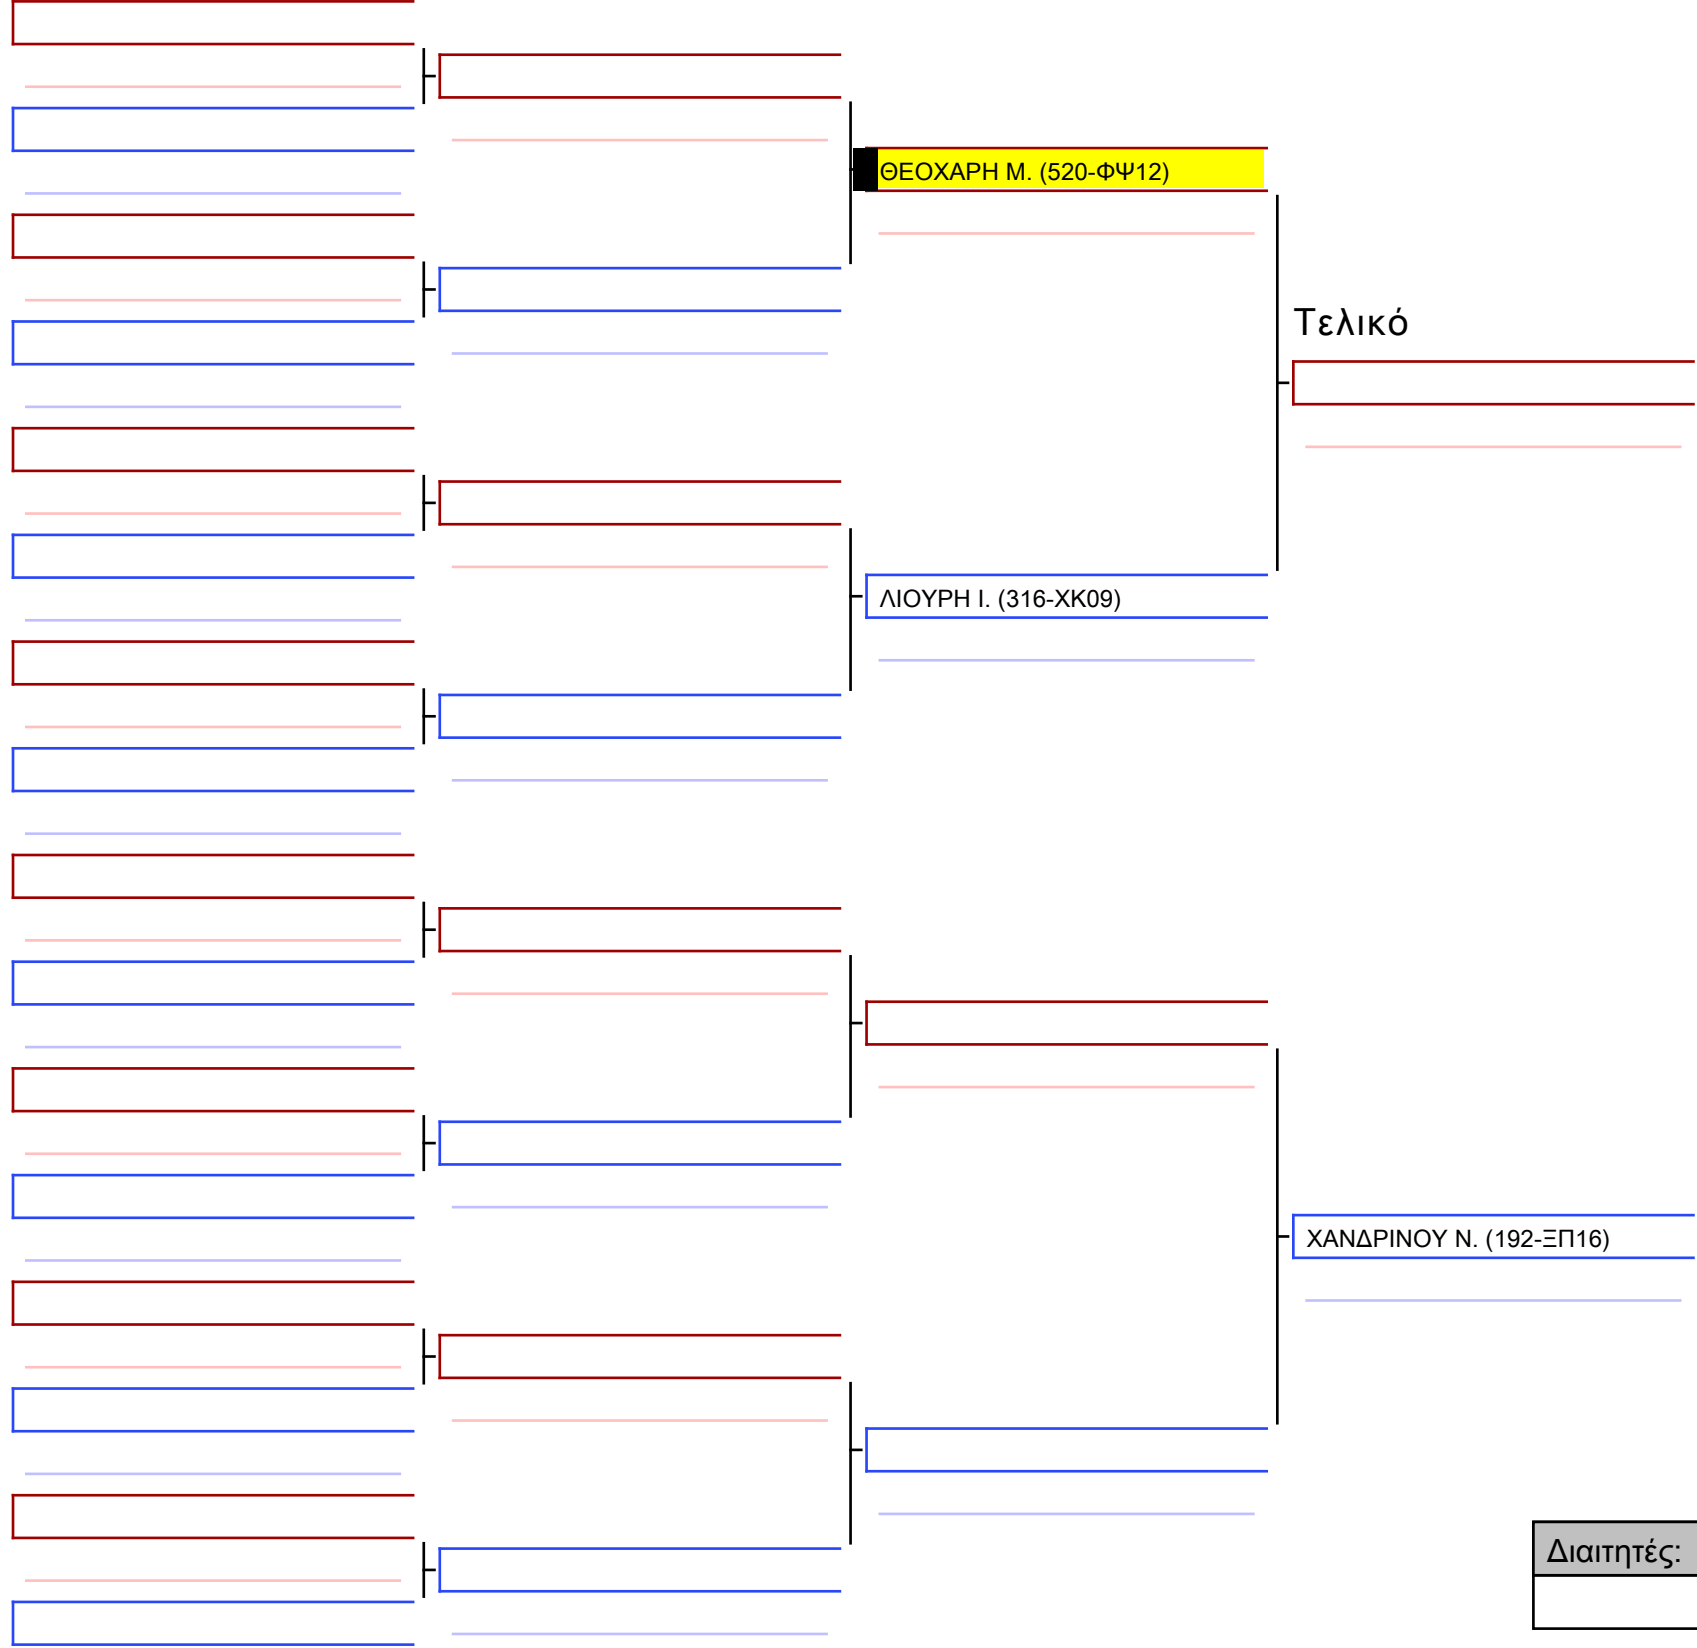 ΘΕΟΧΑΡΗ Μ. (520-ΦΨ12)
Τελικό
ΛΙΟΥΡΗ Ι. (316-ΧΚ09)
ΧΑΝΔΡΙΝΟΥ Ν. (192-ΞΠ16)
Διαιτητές: